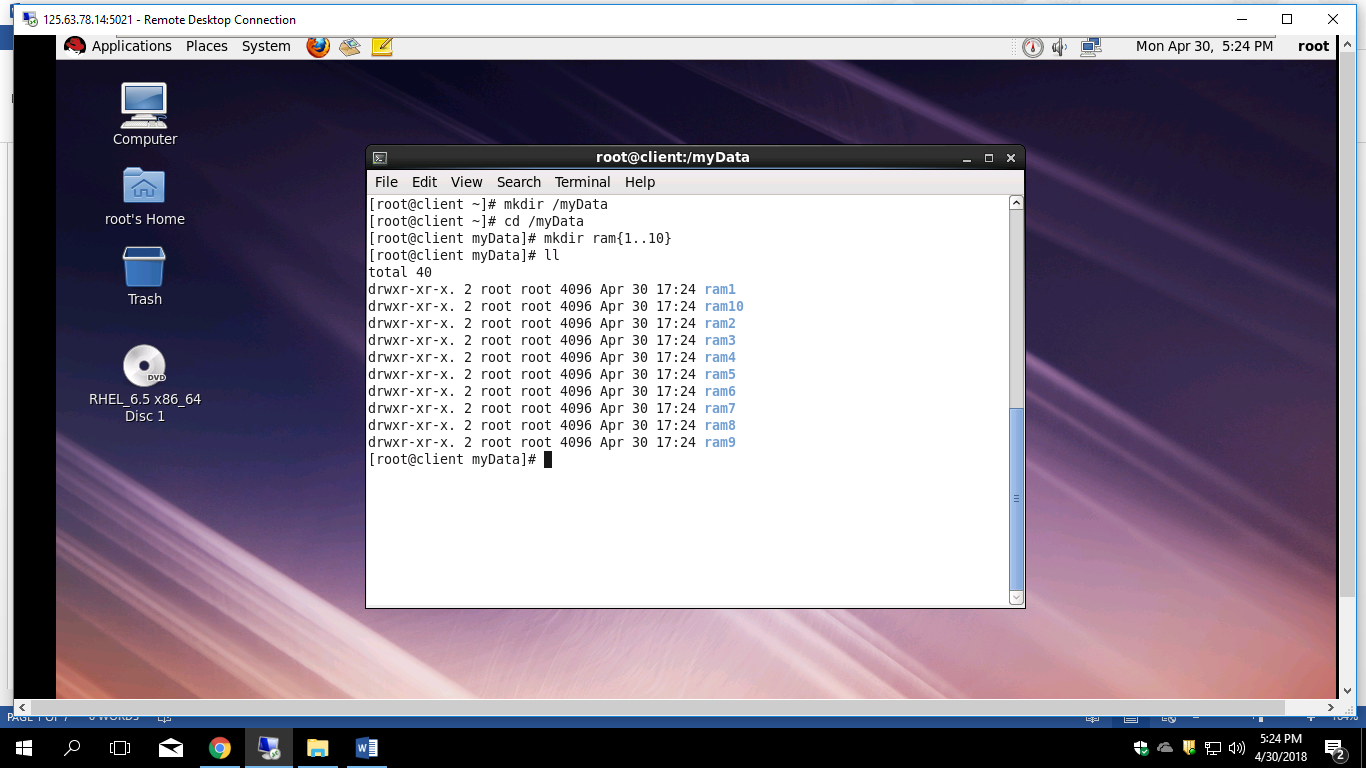 125.63.78.14:5021 - Remote Desktop Connection
Applications Places System
Mon Apr 30, 5:24 PM root
Computer
root's Home
Trash
DVD
RHEL_6.5 x86_64
Disc 1
root@client:/myData
File Edit View Search Terminal Help
[root@client ~]# mkdir /myData
[root@client ~]# cd /myData
[root@client myData]# mkdir ram{1..10}
[root@client myData]# ll
total 40
drwxr-xr-x. 2 root root 4096 Apr 30 17:24 ram1
drwxr-xr-x. 2 root root 4096 Apr 30 17:24 ram10
drwxr-xr-x. 2 root root 4096 Apr 30 17:24 ram2
drwxr-xr-x. 2 root root 4096 Apr 30 17:24 ram3
drwxr-xr-x. 2 root root 4096 Apr 30 17:24 ram4
drwxr-xr-x. 2 root root 4096 Apr 30 17:24 ram5
drwxr-xr-x. 2 root root 4096 Apr 30 17:24 ram6
drwxr-xr-x. 2 root root 4096 Apr 30 17:24 ram7
drwxr-xr-x. 2 root root 4096 Apr 30 17:24 ram8
drwxr-xr-x. 2 root root 4096 Apr 30 17:24 ram9
[root@client myData]#
PAGE 1 OF 7 0 WORDS
5:24 PM
4/30/2018
2